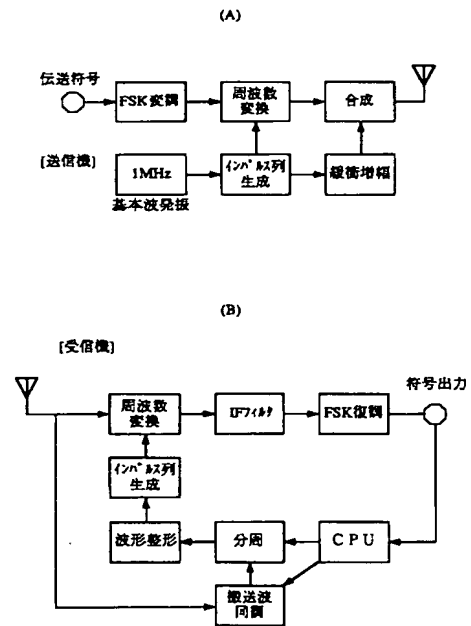 (A)
伝送符号
FSK変調
周波数
変換
合成
[送信機]
1MHz
インパルス列
生成
緩衝増幅
基本波発振
(B)
[受信機]
符号出力
周波数
変換
IFフィルタ
FSK復調
インパルス列
生成
波形整形
分周
CPU
搬送波
同調